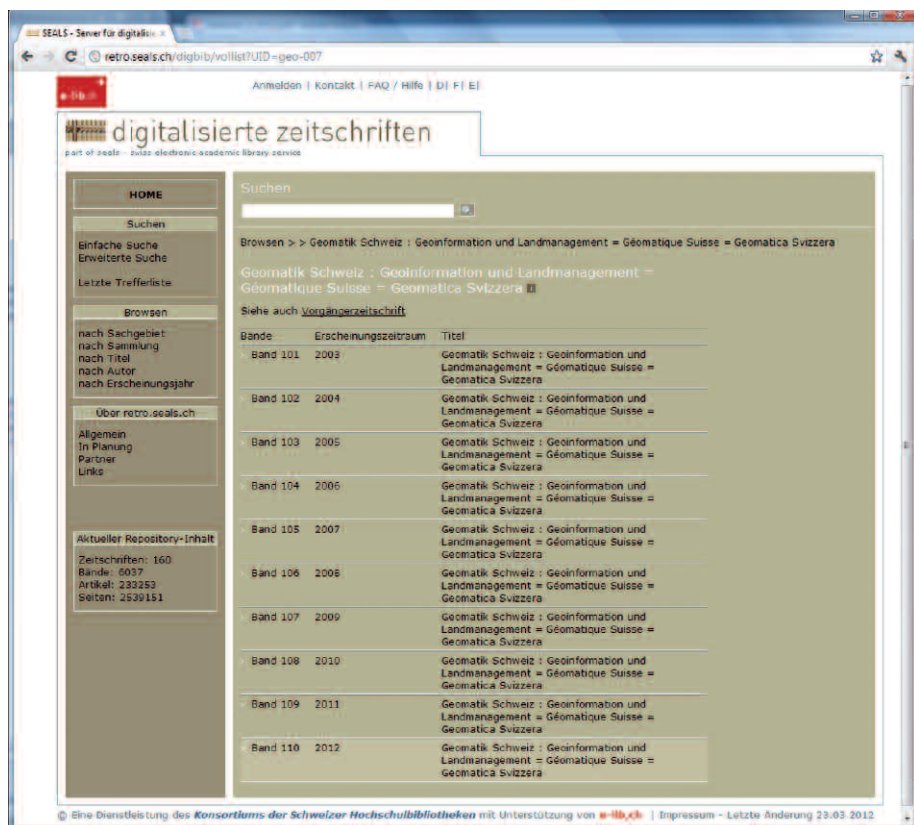 SEALS - Server für digitalisie
retro.seals.ch/digbib/vollist?UID=geo-007
e-lib.ch
Anmelden | Kontakt | FAQ / Hilfe | D| F| E|
digitalisierte zeitschriften
part of seals - swiss electronic academic library service
HOME
Suchen
Einfache Suche
Erweiterte Suche
Letzte Trefferliste
Browsen
nach Sachgebiet
nach Sammlung
nach Titel
nach Autor
nach Erscheinungsjahr
Über retro.seals.ch
Allgemein
In Planung
Partner
Links
Aktueller Repository-Inhalt
Zeitschriften: 160
Bände: 6037
Artikel: 233253
Seiten: 2539151
Suchen
Browsen > > Geomatik Schweiz : Geoinformation und Landmanagement = Géomatique Suisse = Geomatica Svizzera
Geomatik Schweiz : Geoinformation und Landmanagement =
Géomatique Suisse = Geomatica Svizzera
Siehe auch Vorgängerzeitschrift
Bände Erscheinungszeitraum Titel
Band 101 2003 Geomatik Schweiz : Geoinformation und
Landmanagement = Géomatique Suisse =
Geomatica Svizzera
Band 102 2004 Geomatik Schweiz : Geoinformation und
Landmanagement = Géomatique Suisse =
Geomatica Svizzera
Band 103 2005 Geomatik Schweiz : Geoinformation und
Landmanagement = Géomatique Suisse =
Geomatica Svizzera
Band 104 2006 Geomatik Schweiz : Geoinformation und
Landmanagement = Géomatique Suisse =
Geomatica Svizzera
Band 105 2007 Geomatik Schweiz : Geoinformation und
Landmanagement = Géomatique Suisse =
Geomatica Svizzera
Band 106 2008 Geomatik Schweiz : Geoinformation und
Landmanagement = Géomatique Suisse =
Geomatica Svizzera
Band 107 2009 Geomatik Schweiz : Geoinformation und
Landmanagement = Géomatique Suisse =
Geomatica Svizzera
Band 108 2010 Geomatik Schweiz : Geoinformation und
Landmanagement = Géomatique Suisse =
Geomatica Svizzera
Band 109 2011 Geomatik Schweiz : Geoinformation und
Landmanagement = Géomatique Suisse =
Geomatica Svizzera
Band 110 2012 Geomatik Schweiz : Geoinformation und
Landmanagement = Géomatique Suisse =
Geomatica Svizzera
© Eine Dienstleistung des Konsortiums der Schweizer Hochschulbibliotheken mit Unterstützung von e-lib.ch | Impressum - Letzte Änderung 23.03.2012